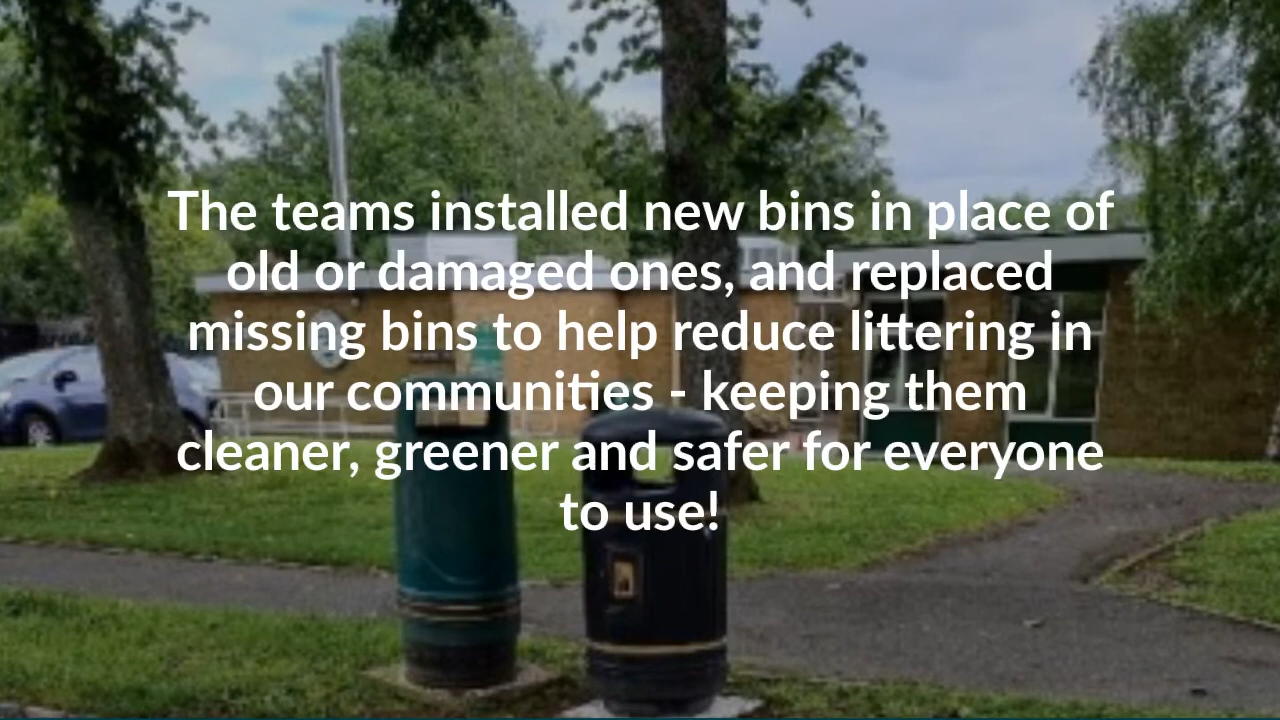 The teams installed new bins in place of
old or damaged ones, and replaced
missing bins to help reduce littering in
our communities - keeping them
cleaner, greener and safer for everyone
to use!